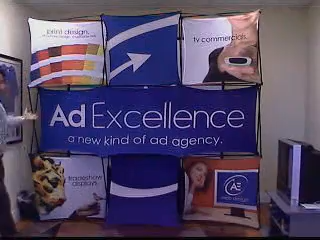 print design.
tv commercials.
Ad Excellence
a new kind of ad agency.
tradeshow
displays.
AE
web design